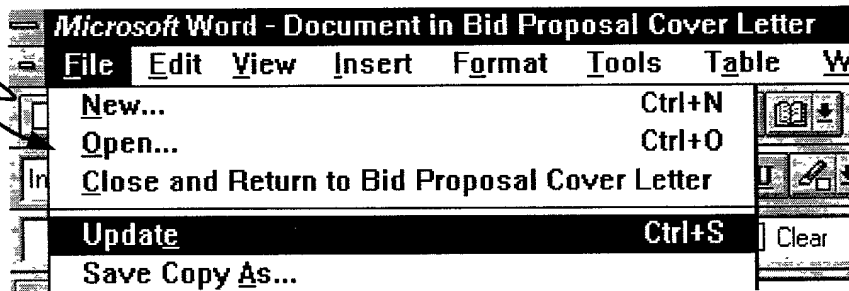 Microsoft Word - Document in Bid Proposal Cover Letter
File Edit View Insert Format Tools Table W
New... Ctrl+N
Open... Ctrl+O
In Close and Return to Bid Proposal Cover Letter U
Update Ctrl+S Clear
Save Copy As...